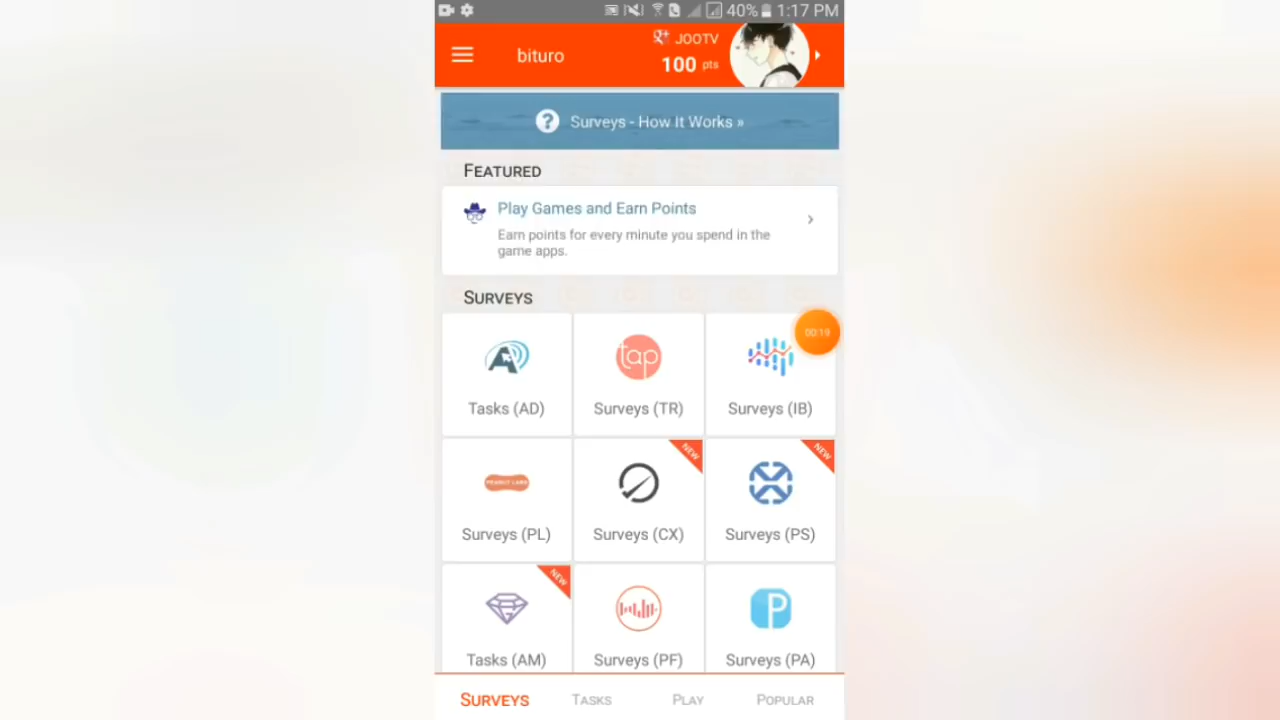 40% 1:17 PM
bituro
JOOTV
100 pts
Surveys - How It Works »
FEATURED
Play Games and Earn Points
Earn points for every minute you spend in the
game apps.
SURVEYS
00:19
Tasks (AD)
tap
Surveys (TR)
Surveys (IB)
PEANUT LABS
Surveys (PL)
NEW
Surveys (CX)
NEW
Surveys (PS)
NEW
Tasks (AM)
Surveys (PF)
P
Surveys (PA)
SURVEYS
TASKS
PLAY
POPULAR